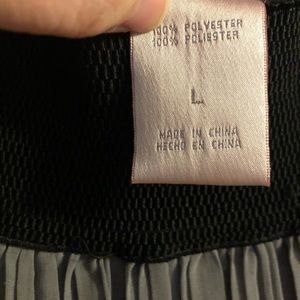 100% POLYESTER
100% POLIESTER
L
MADE IN CHINA
HECHO EN CHINA